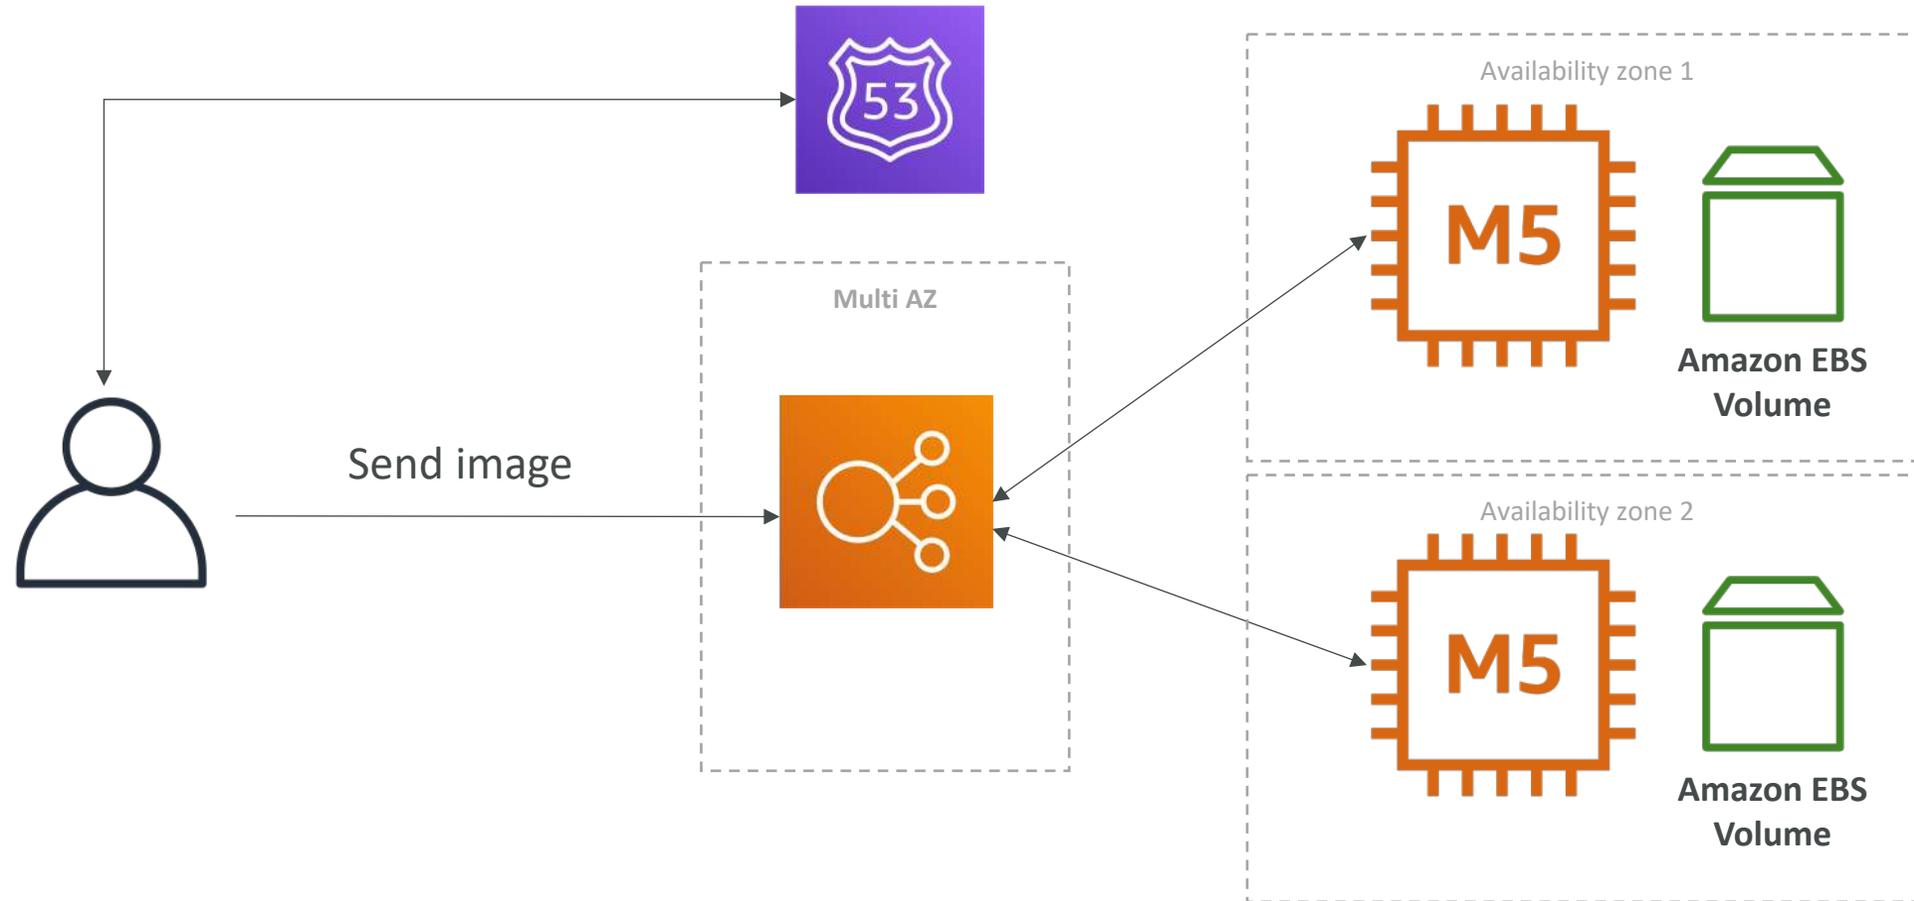 53
Availability zone 1
M5
Amazon EBS
Volume
Multi AZ
Send image
Availability zone 2
M5
Amazon EBS
Volume